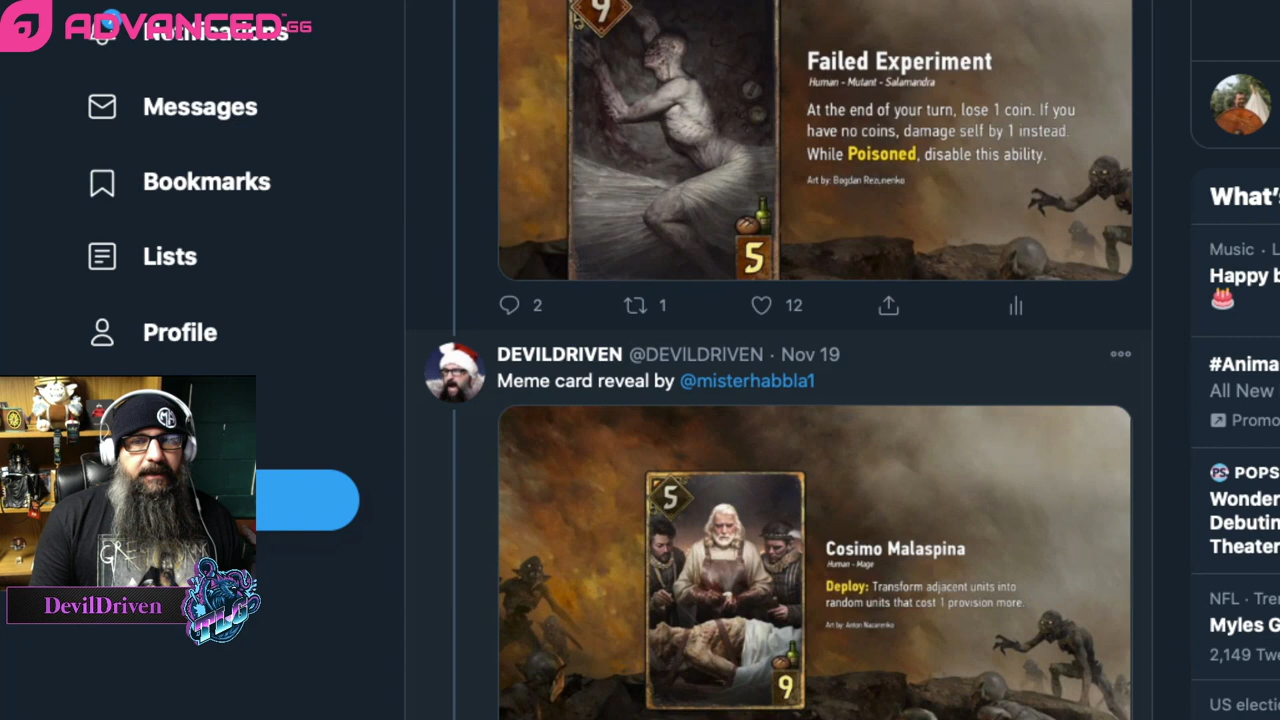 ADVANCED GG
Notifications
Messages
Bookmarks
Lists
Profile
DevilDriven
TLG
9
5
Failed Experiment
Human - Mutant - Salamandra
At the end of your turn, lose 1 coin. If you
have no coins, damage self by 1 instead.
While Poisoned, disable this ability.
Art by: Bogdan Rezunenko
2
1
12
DEVILDRIVEN @DEVILDRIVEN · Nov 19
Meme card reveal by @misterhabbla1
5
9
Cosimo Malaspina
Human - Mage
Deploy: Transform adjacent units into
random units that cost 1 provision more.
Art by: Anton Nazarenko
What's
Music · L
Happy b
#Anima
All New
Promo
POPS
Wonder
Debutin
Theater
NFL · Tre
Myles G
2,149 Twe
US electi